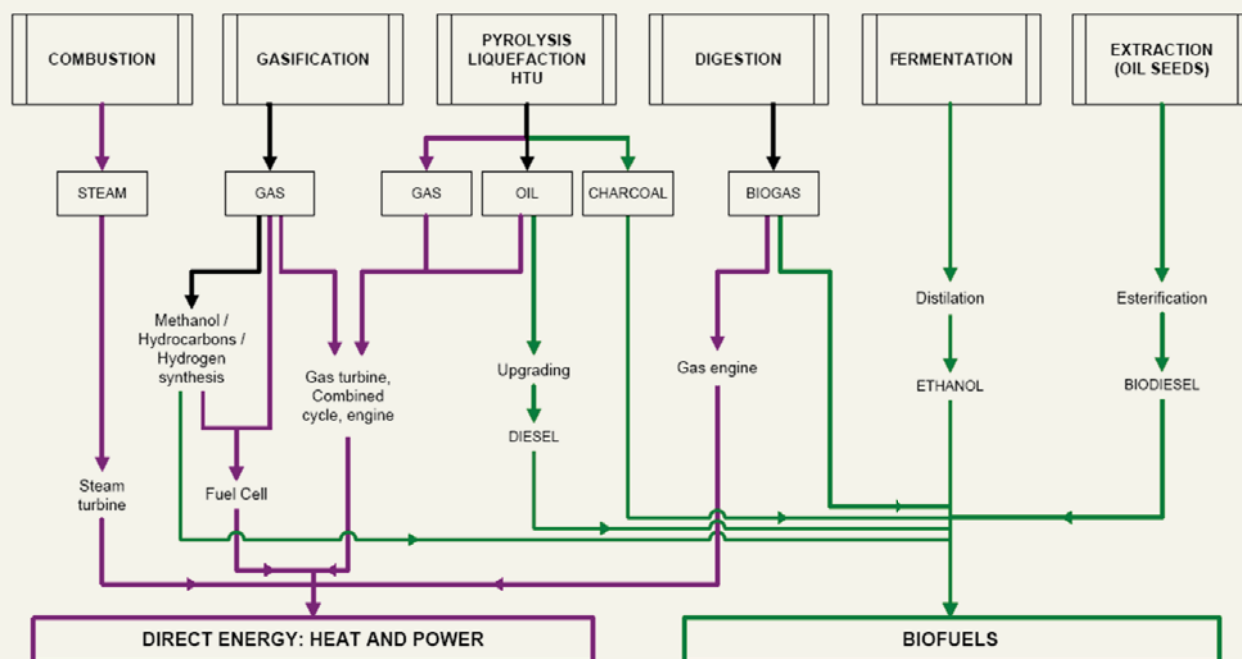 COMBUSTION
GASIFICATION
PYROLYSIS
LIQUEFACTION
HTU
DIGESTION
FERMENTATION
EXTRACTION
(OIL SEEDS)
STEAM
GAS
GAS
OIL
CHARCOAL
BIOGAS
Methanol /
Hydrocarbons /
Hydrogen
synthesis
Gas turbine,
Combined
cycle, engine
Upgrading
DIESEL
Gas engine
Distilation
ETHANOL
Esterification
BIODIESEL
Steam
turbine
Fuel Cell
DIRECT ENERGY: HEAT AND POWER
BIOFUELS